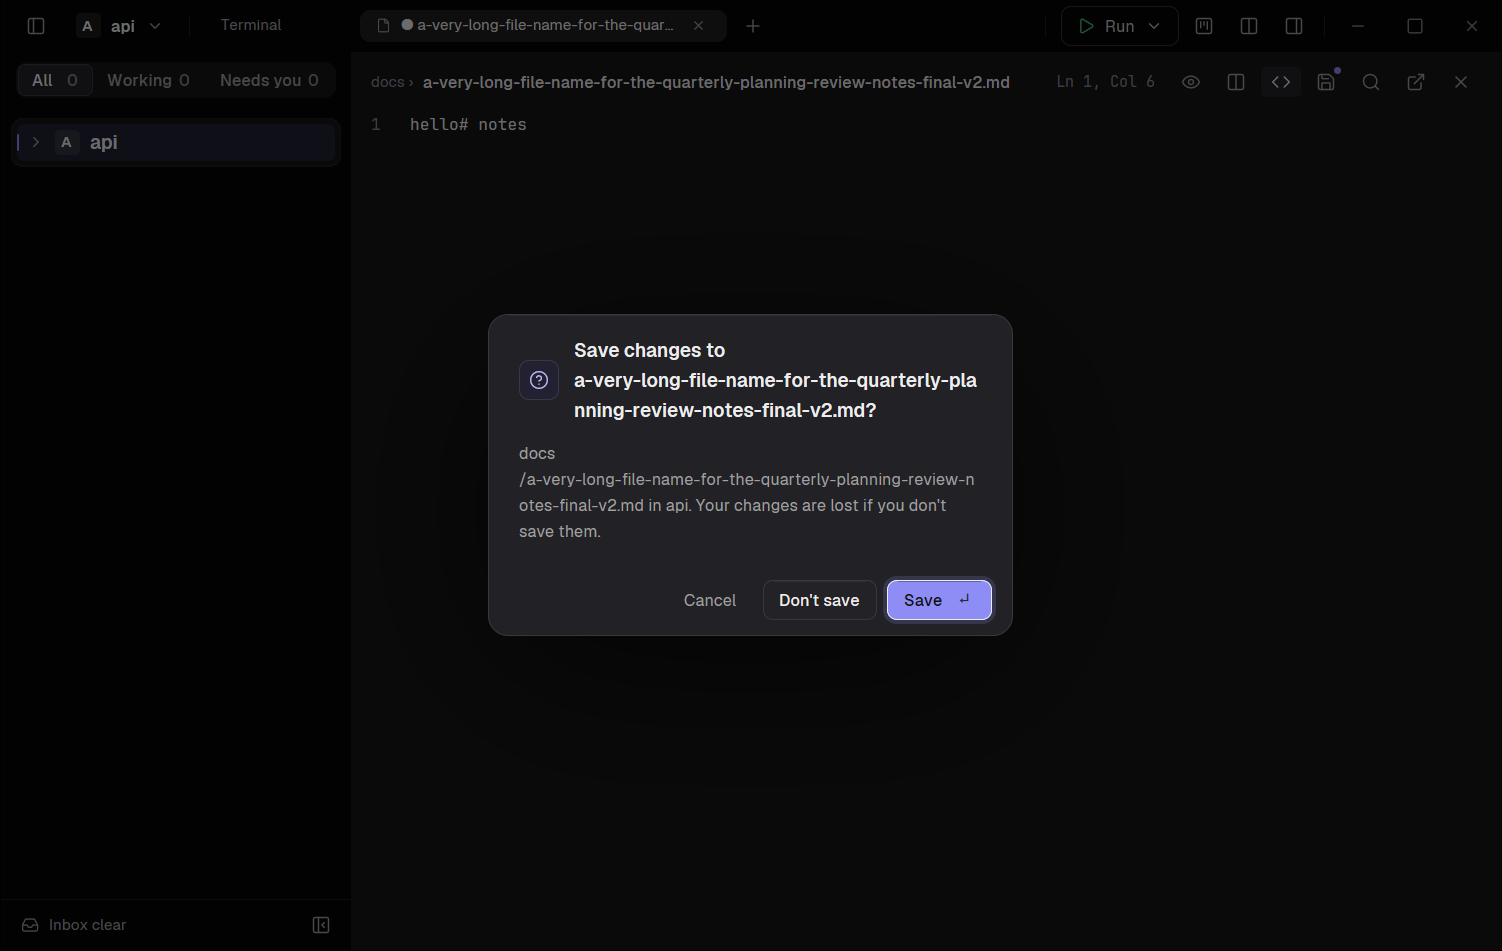 A api
Terminal
a-very-long-file-name-for-the-quar...
Run
All 0 Working 0 Needs you 0
docs › a-very-long-file-name-for-the-quarterly-planning-review-notes-final-v2.md
Ln 1, Col 6
A api
1 hello# notes
Save changes to
a-very-long-file-name-for-the-quarterly-pla
nning-review-notes-final-v2.md?
docs
/a-very-long-file-name-for-the-quarterly-planning-review-n
otes-final-v2.md in api. Your changes are lost if you don't
save them.
Cancel Don't save Save ↵
Inbox clear